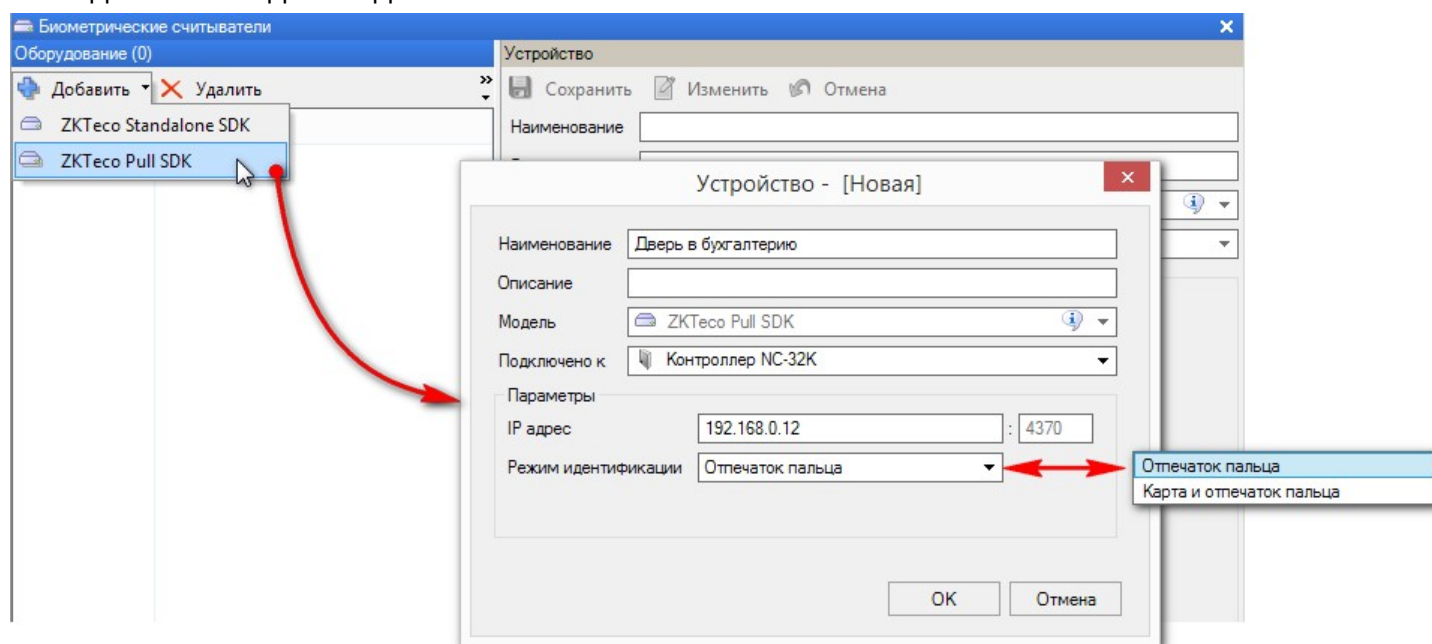 Биометрические считыватели
Оборудование (0)
Устройство
Добавить
Удалить
Сохранить
Изменить
Отмена
ZKTeco Standalone SDK
ZKTeco Pull SDK
Наименование
Устройство - [Новая]
Наименование
Дверь в бухгалтерию
Описание
Модель
ZKTeco Pull SDK
Подключено к
Контроллер NC-32K
Параметры
IP адрес
192.168.0.12
: 4370
Режим идентификации
Отпечаток пальца
Отпечаток пальца
Карта и отпечаток пальца
OK
Отмена